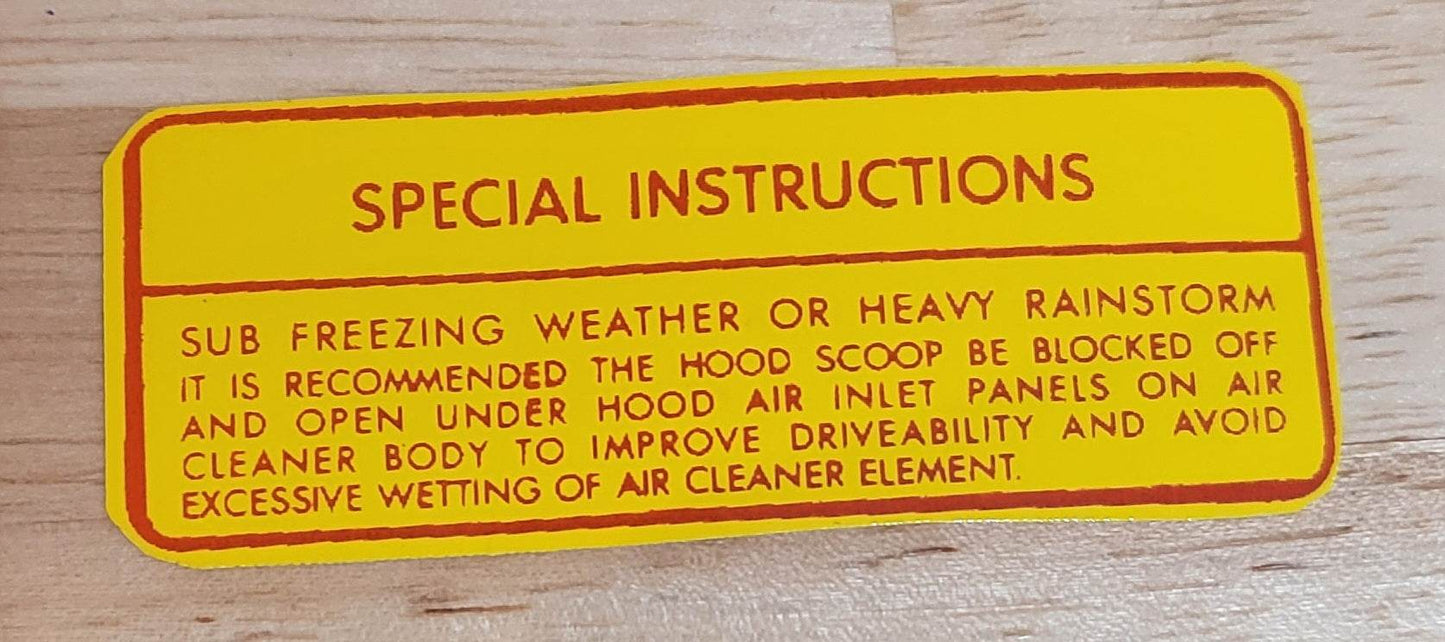 SPECIAL INSTRUCTIONS
SUB FREEZING WEATHER OR HEAVY RAINSTORM
IT IS RECOMMENDED THE HOOD SCOOP BE BLOCKED OFF
AND OPEN UNDER HOOD AIR INLET PANELS ON AIR
CLEANER BODY TO IMPROVE DRIVEABILITY AND AVOID
EXCESSIVE WETTING OF AIR CLEANER ELEMENT.